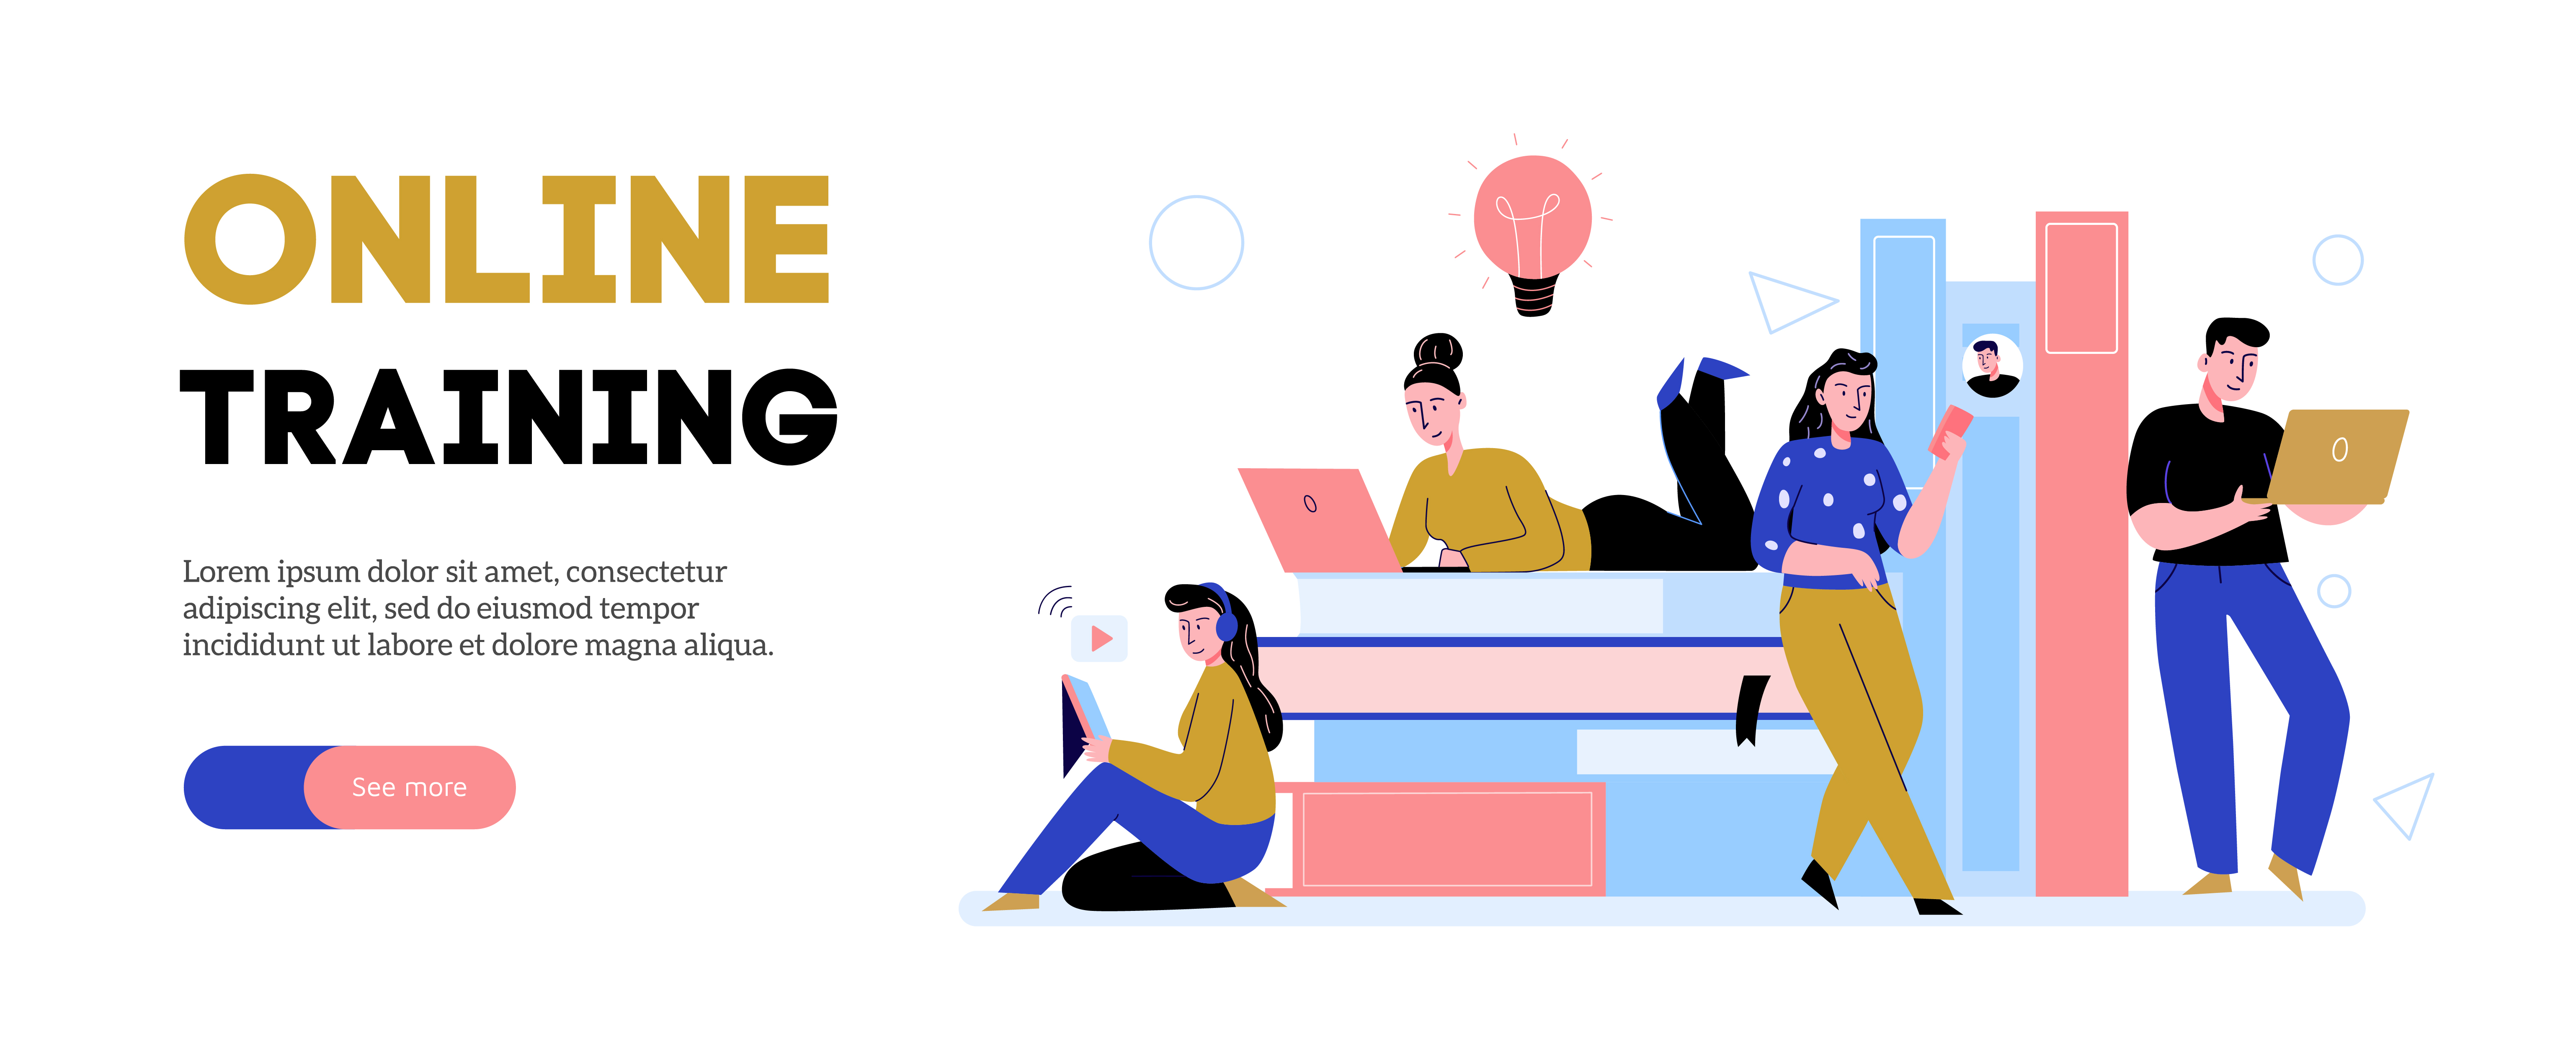 ONLINE
TRAINING
Lorem ipsum dolor sit amet, consectetur
adipiscing elit, sed do eiusmod tempor
incididunt ut labore et dolore magna aliqua.
See more